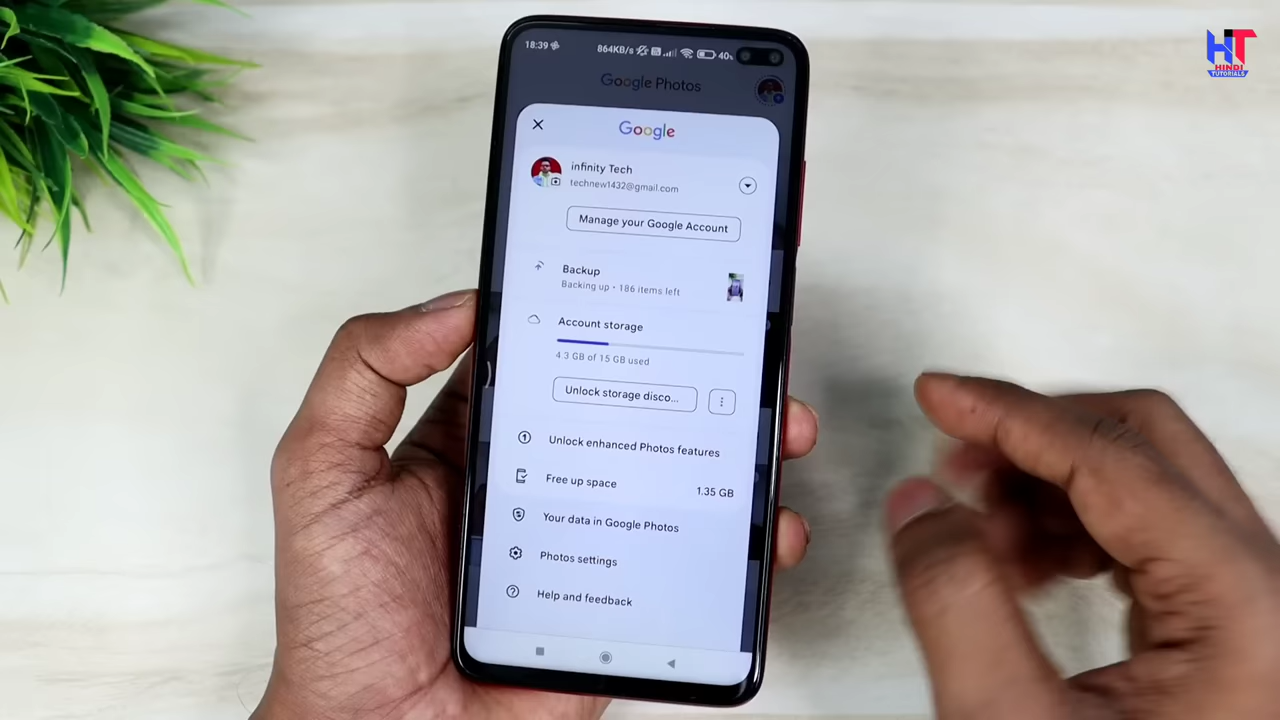 18:39
864KB/s
40%
Google Photos
HT
HINDI
TUTORIALS
Google
infinity Tech
technew1432@gmail.com
Manage your Google Account
Backup
Backing up • 186 items left
Account storage
4.3 GB of 15 GB used
Unlock storage disco...
Unlock enhanced Photos features
Free up space
1.35 GB
Your data in Google Photos
Photos settings
Help and feedback